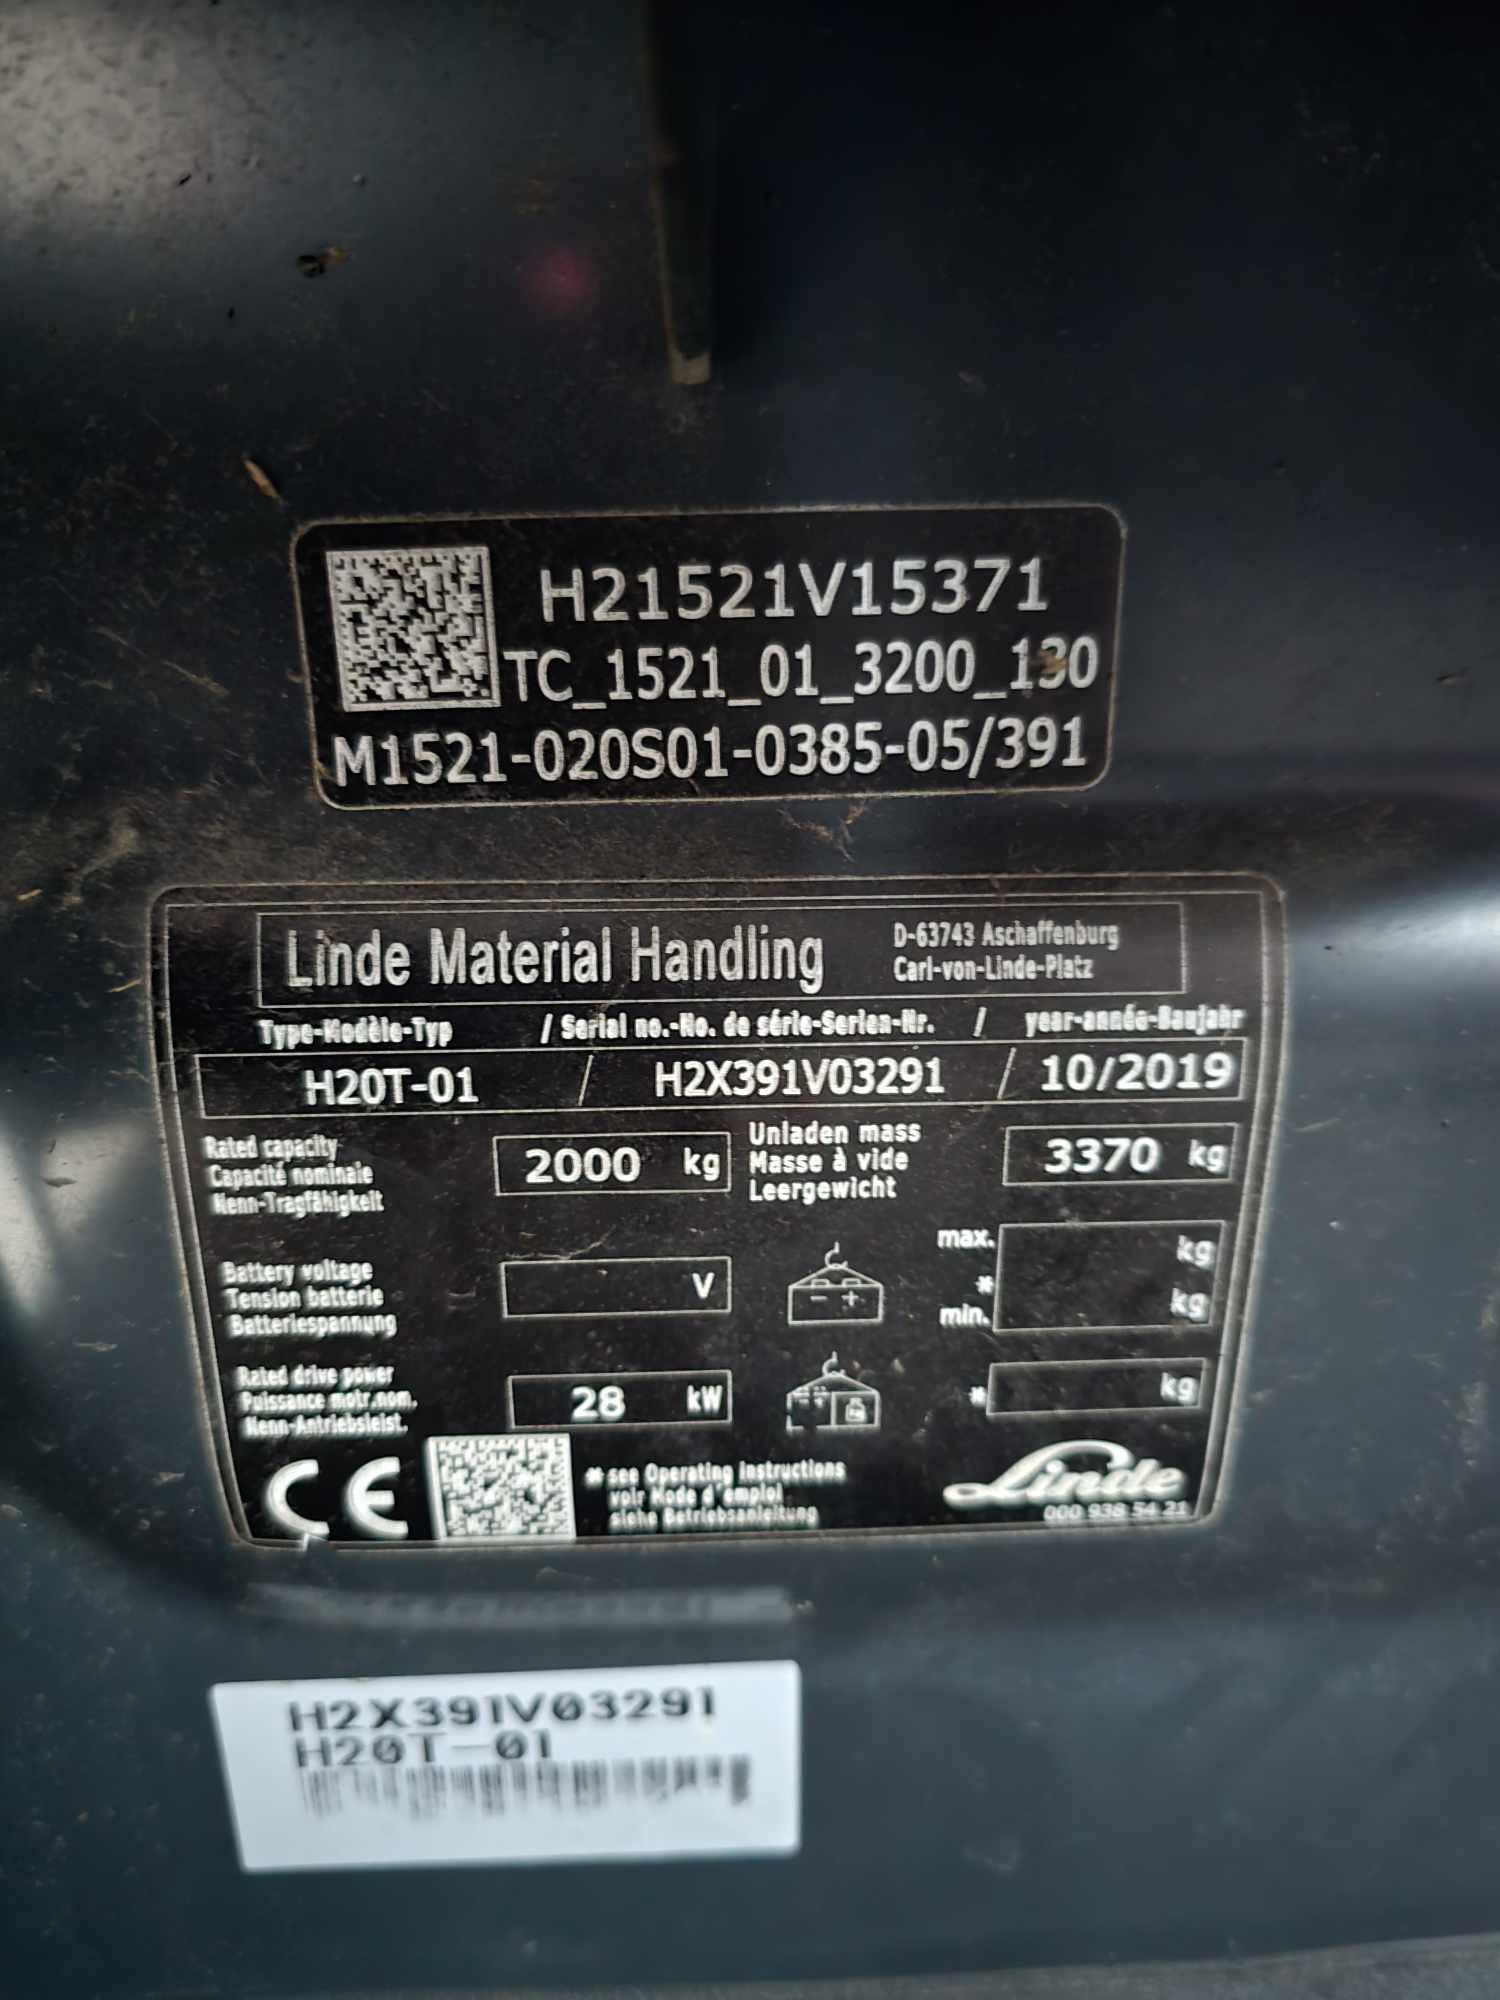 H21521V15371
TC_1521_01_3200_130
M1521-020S01-0385-05/391
Linde Material Handling
D-63743 Aschaffenburg
Carl-von-Linde-Platz
Type-Modèle-Typ / Serial no.-No. de série-Serien-Nr. / year-année-Baujahr
H20T-01 / H2X391V03291 / 10/2019
Rated capacity
Capacité nominale
Nenn-Tragfähigkeit
2000 kg
Unladen mass
Masse à vide
Leergewicht
3370 kg
Battery voltage
Tension batterie
Batteriespannung
V
- +
max. kg
*
min. kg
Rated drive power
Puissance motr.nom.
Nenn-Antriebsleist.
28 kW
* kg
CE
* see Operating Instructions
voir Mode d'emploi
siehe Betriebsanleitung
Linde
000 938 54 21
H2X391V03291
H20T-01